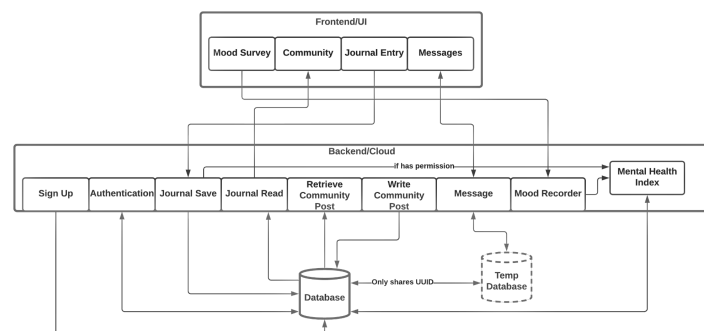 Frontend/UI
Mood Survey
Community
Journal Entry
Messages
Backend/Cloud
if has permission
Sign Up
Authentication
Journal Save
Journal Read
Retrieve
Community
Post
Write
Community
Post
Message
Mood Recorder
Mental Health
Index
Database
Only shares UUID
Temp
Database